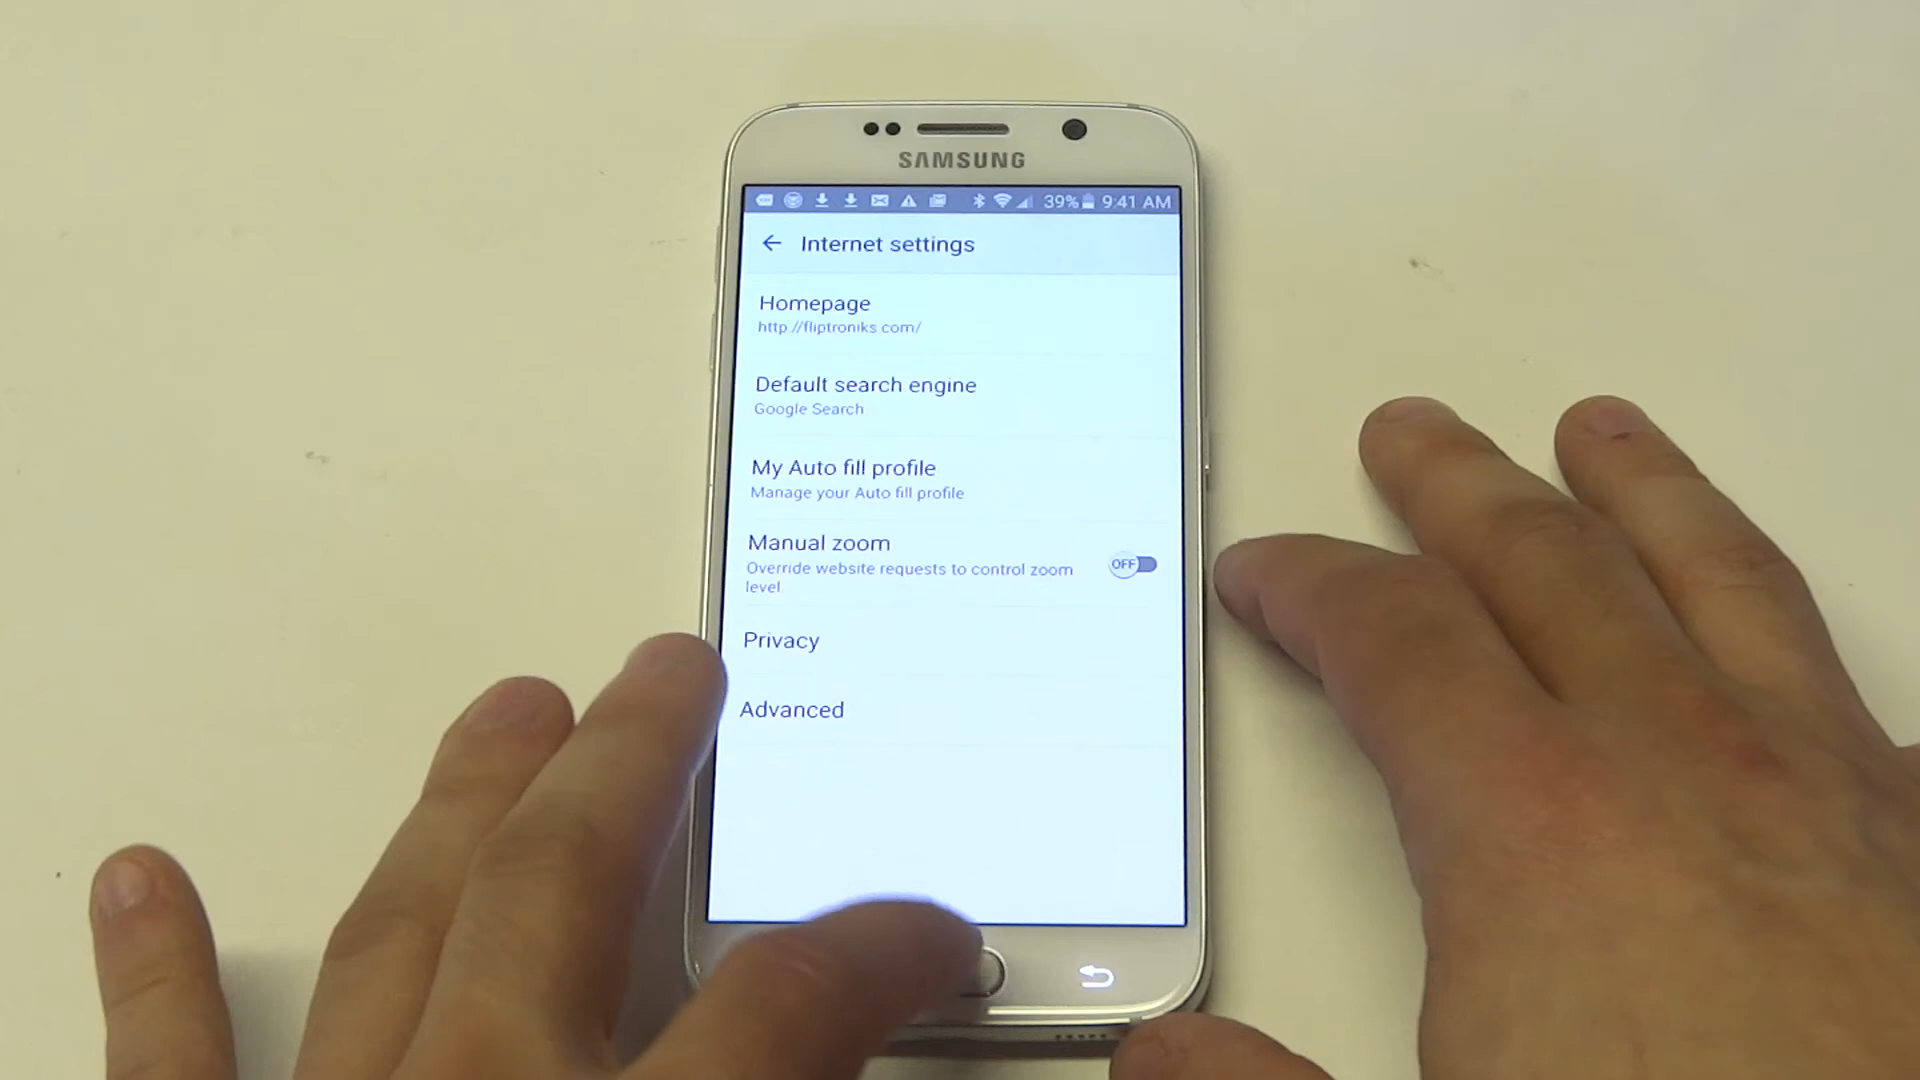 SAMSUNG
39% 9:41 AM
Internet settings
Homepage
http://fliptroniks.com/
Default search engine
Google Search
My Auto fill profile
Manage your Auto fill profile
Manual zoom
Override website requests to control zoom
level
OFF
Privacy
Advanced